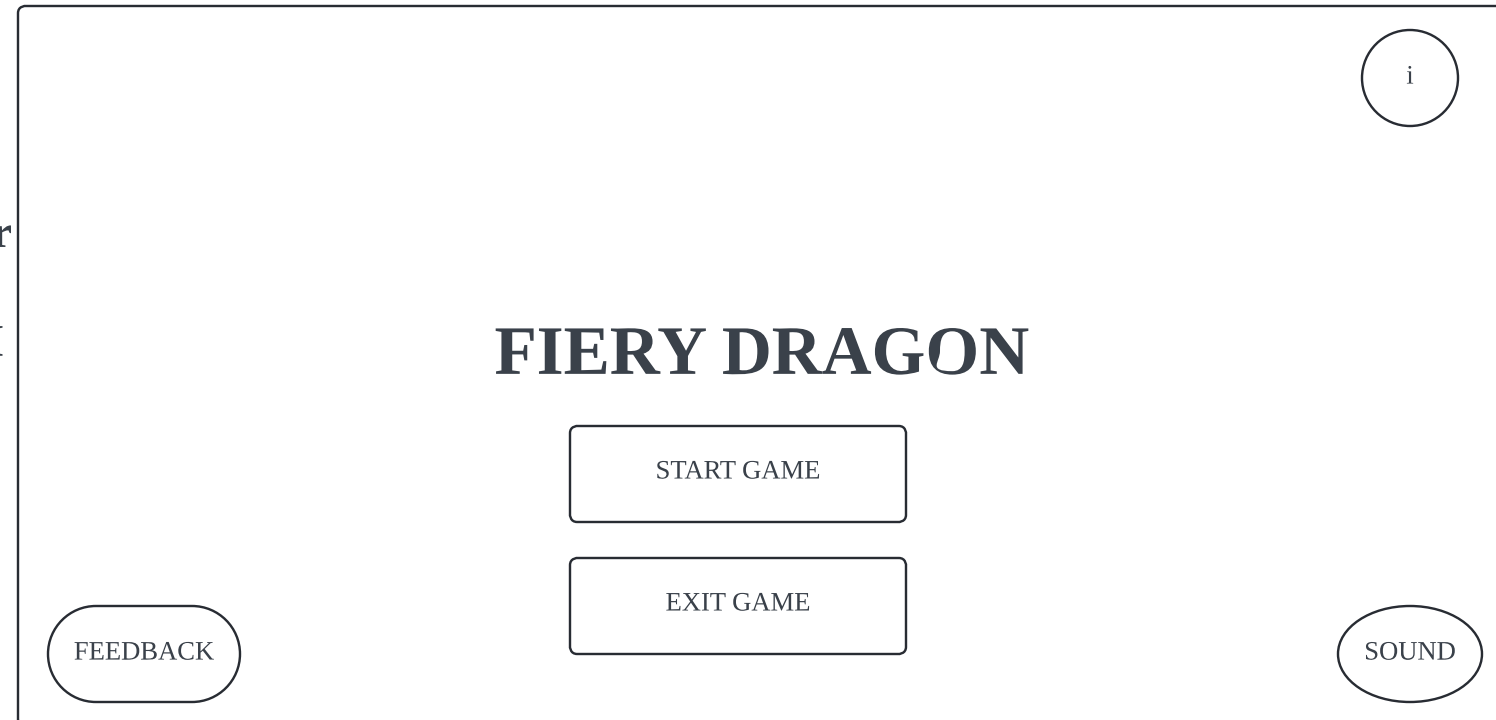 i
FIERY DRAGON
START GAME
EXIT GAME
FEEDBACK
SOUND